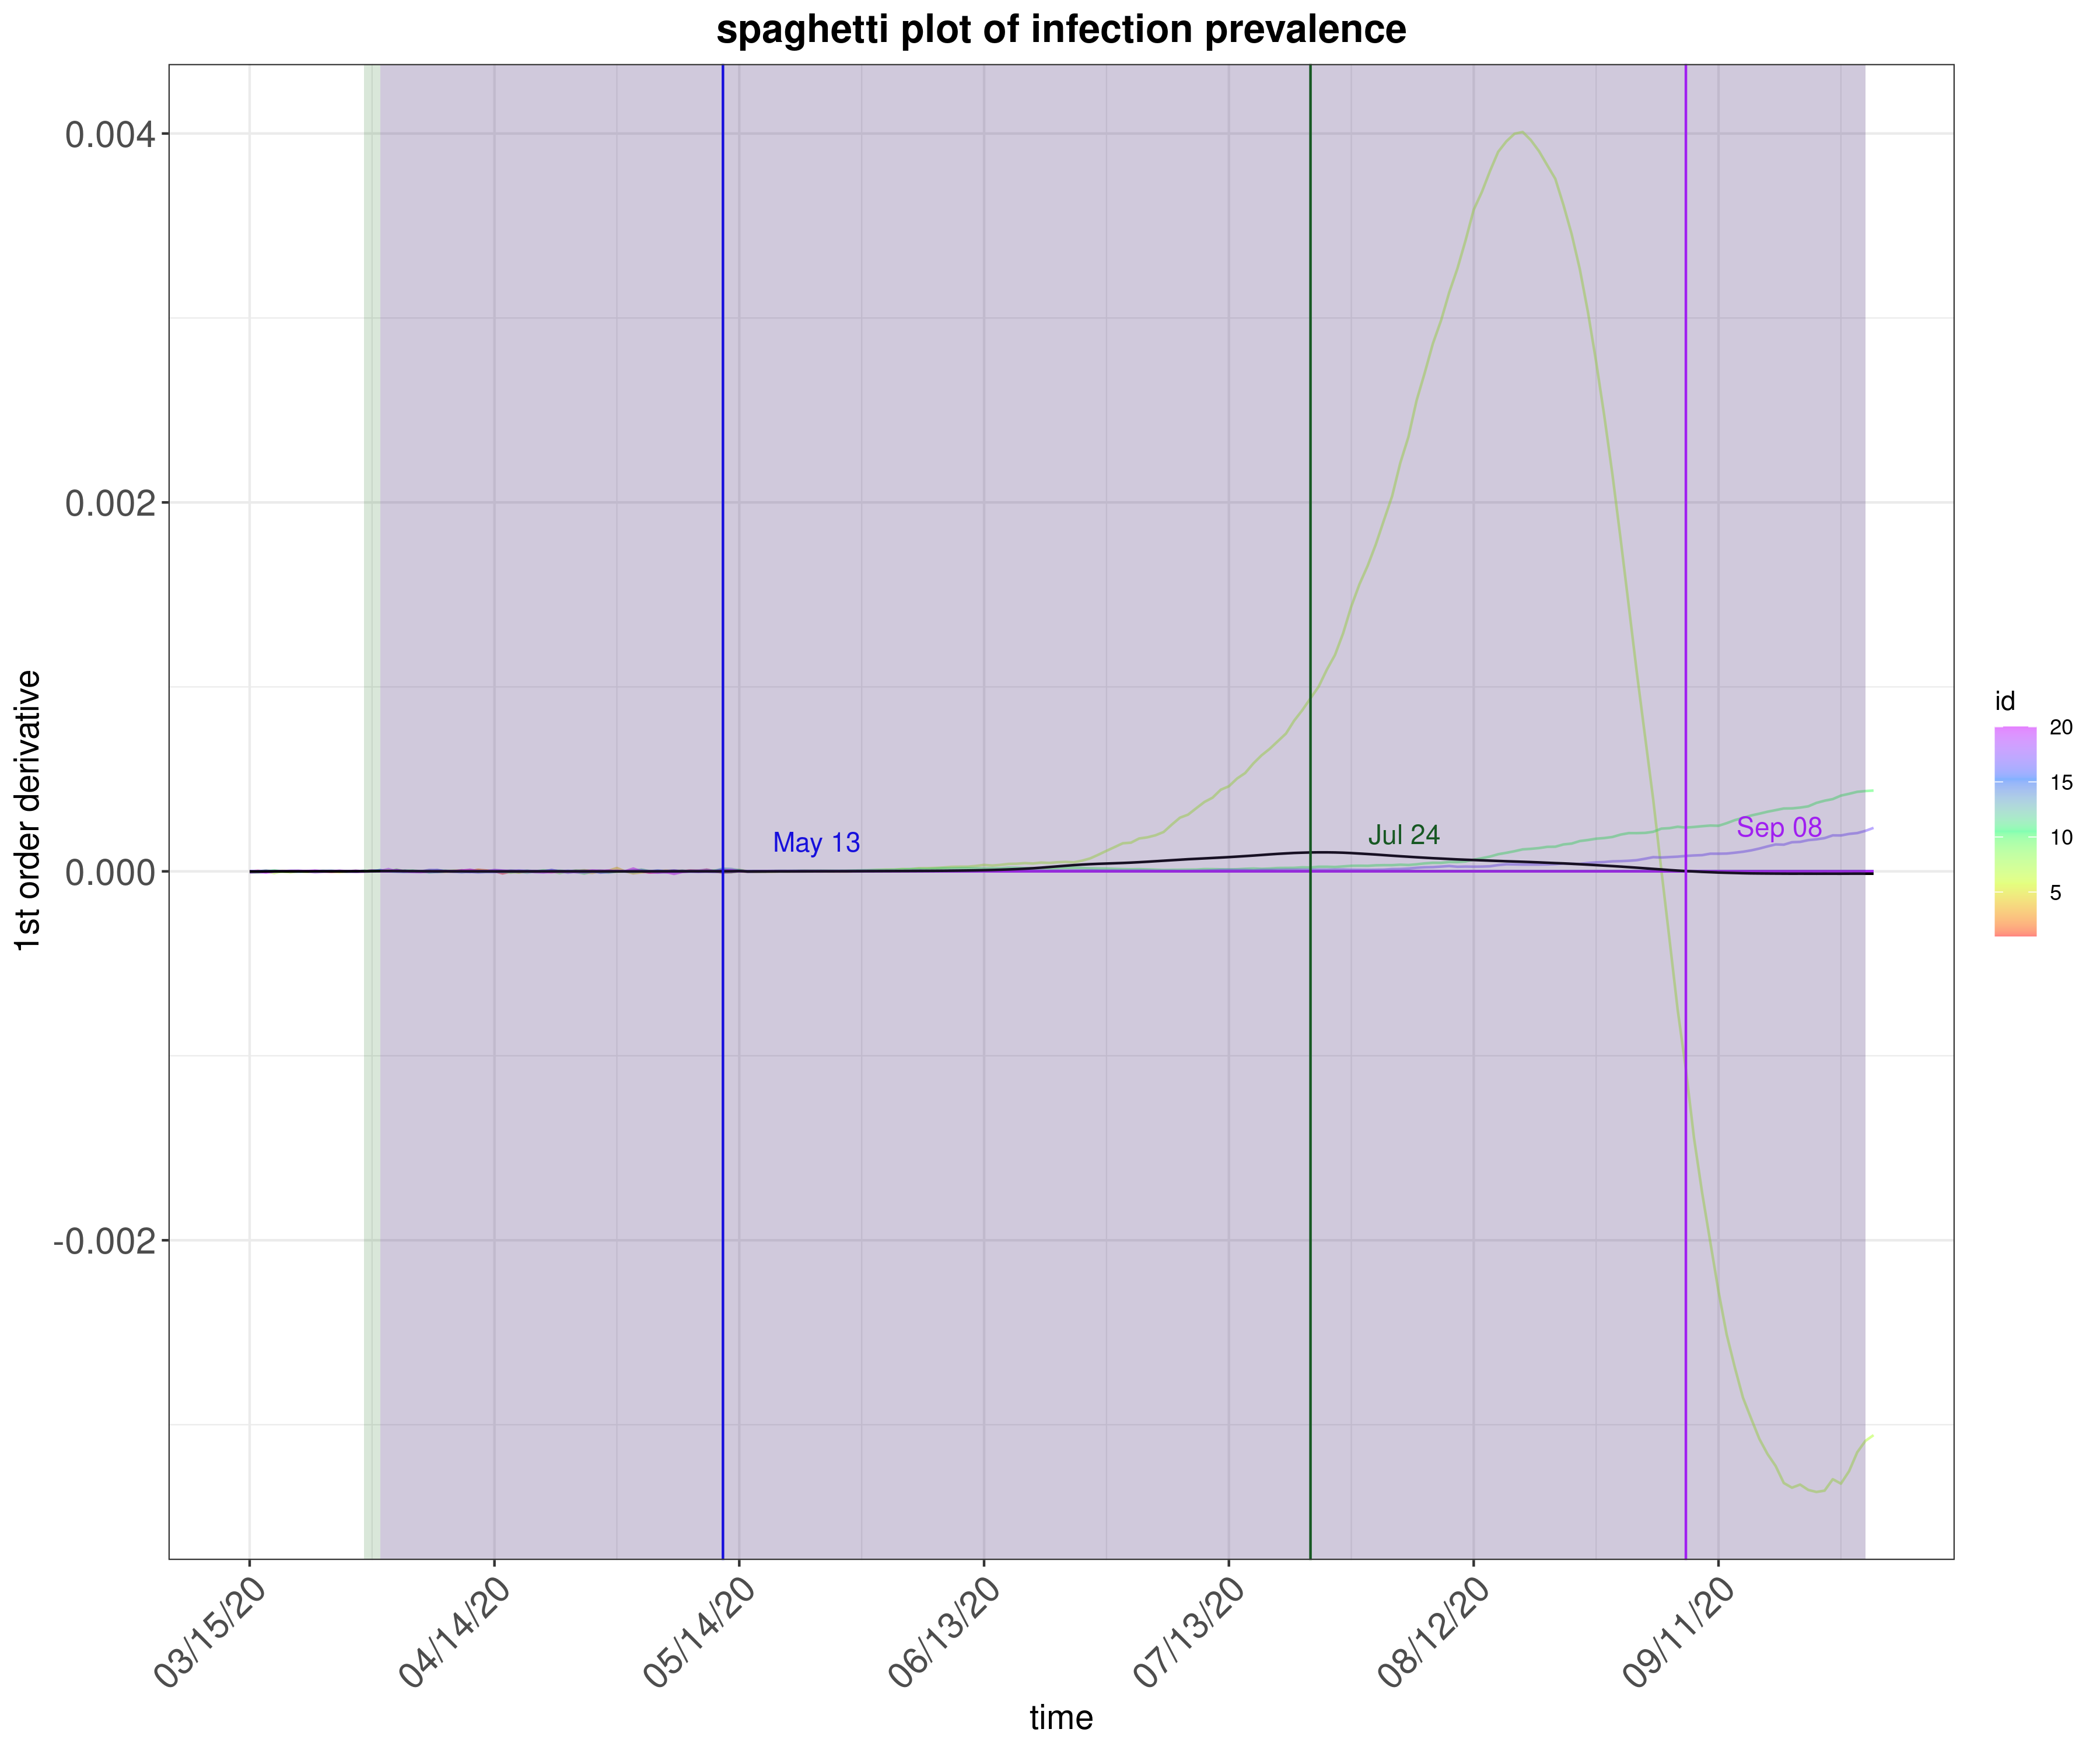 spaghetti plot of infection prevalence
0.004
0.002
0.000
-0.002
1st order derivative
May 13
Jul 24
Sep 08
id
20
15
10
5
03/15/20
04/14/20
05/14/20
06/13/20
07/13/20
08/12/20
09/11/20
time